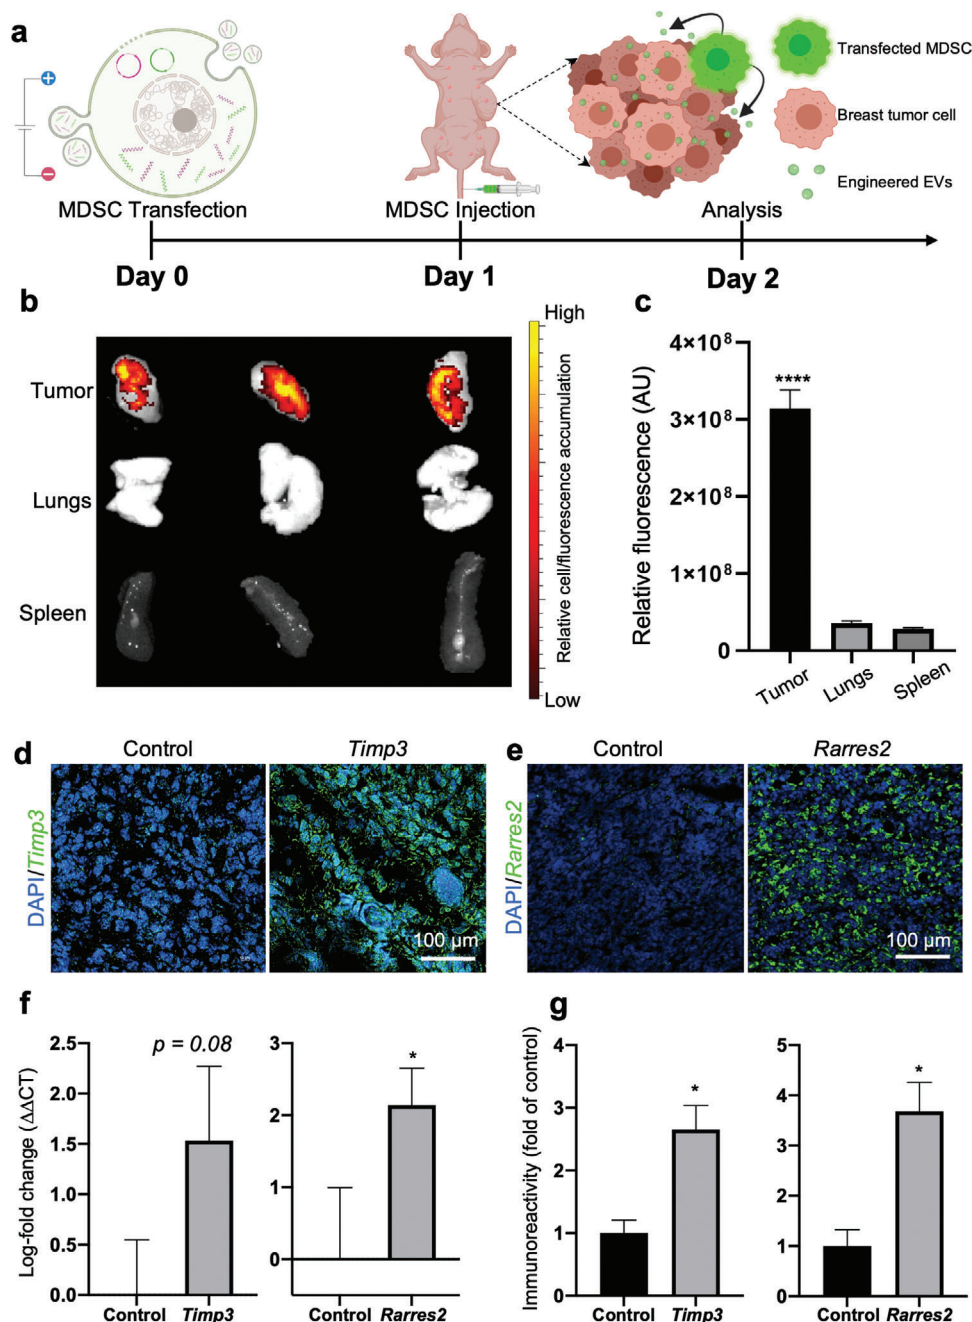 a
Transfected MDSC
Breast tumor cell
Engineered EVs
MDSC Transfection
MDSC Injection
Analysis
Day 0
Day 1
Day 2
b
High
Tumor
Lungs
Spleen
Relative cell/fluorescence accumulation
Low
c
Relative fluorescence (AU)
4×10⁸
3×10⁸
2×10⁸
1×10⁸
0
****
Tumor
Lungs
Spleen
d
Control
Timp3
DAPI/Timp3
100 µm
e
Control
Rarres2
DAPI/Rarres2
100 µm
f
Log-fold change (ΔΔCT)
2.5
2.0
1.5
1.0
0.5
0.0
p = 0.08
Control
Timp3
3
2
1
0
*
Control
Rarres2
g
Immunoreactivity (fold of control)
4
3
2
1
0
*
Control
Timp3
5
4
3
2
1
0
*
Control
Rarres2